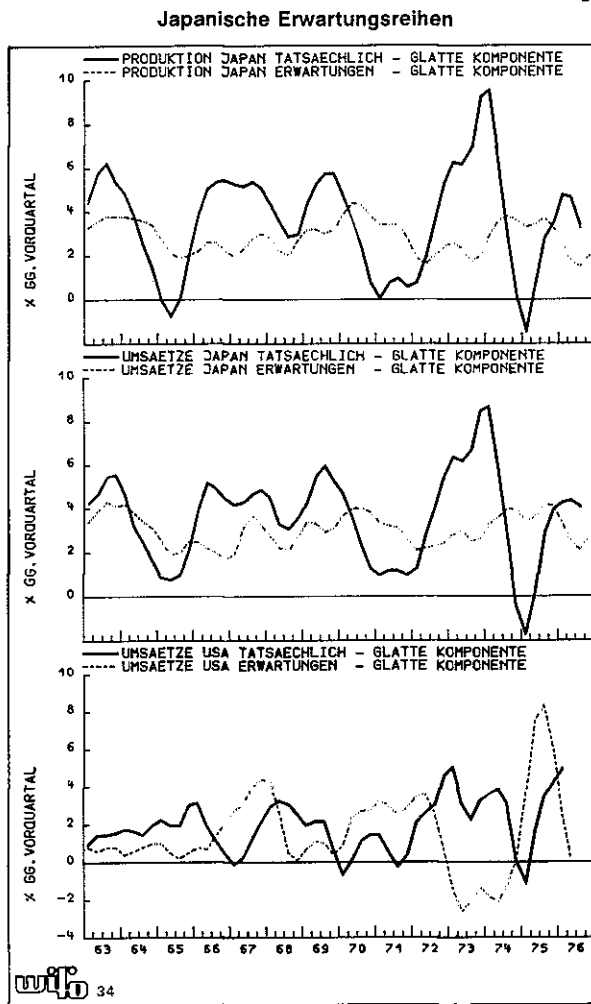 Japanische Erwartungsreihen
PRODUKTION JAPAN TATSAECHLICH - GLATTE KOMPONENTE
PRODUKTION JAPAN ERWARTUNGEN - GLATTE KOMPONENTE
10
8
6
4
2
0
% GG. VORQUARTAL
UMSAETZE JAPAN TATSAECHLICH - GLATTE KOMPONENTE
UMSAETZE JAPAN ERWARTUNGEN - GLATTE KOMPONENTE
10
8
6
4
2
0
% GG. VORQUARTAL
UMSAETZE USA TATSAECHLICH - GLATTE KOMPONENTE
UMSAETZE USA ERWARTUNGEN - GLATTE KOMPONENTE
10
8
6
4
2
0
-2
-4
% GG. VORQUARTAL
63 64 65 66 67 68 69 70 71 72 73 74 75 76
wifo 34